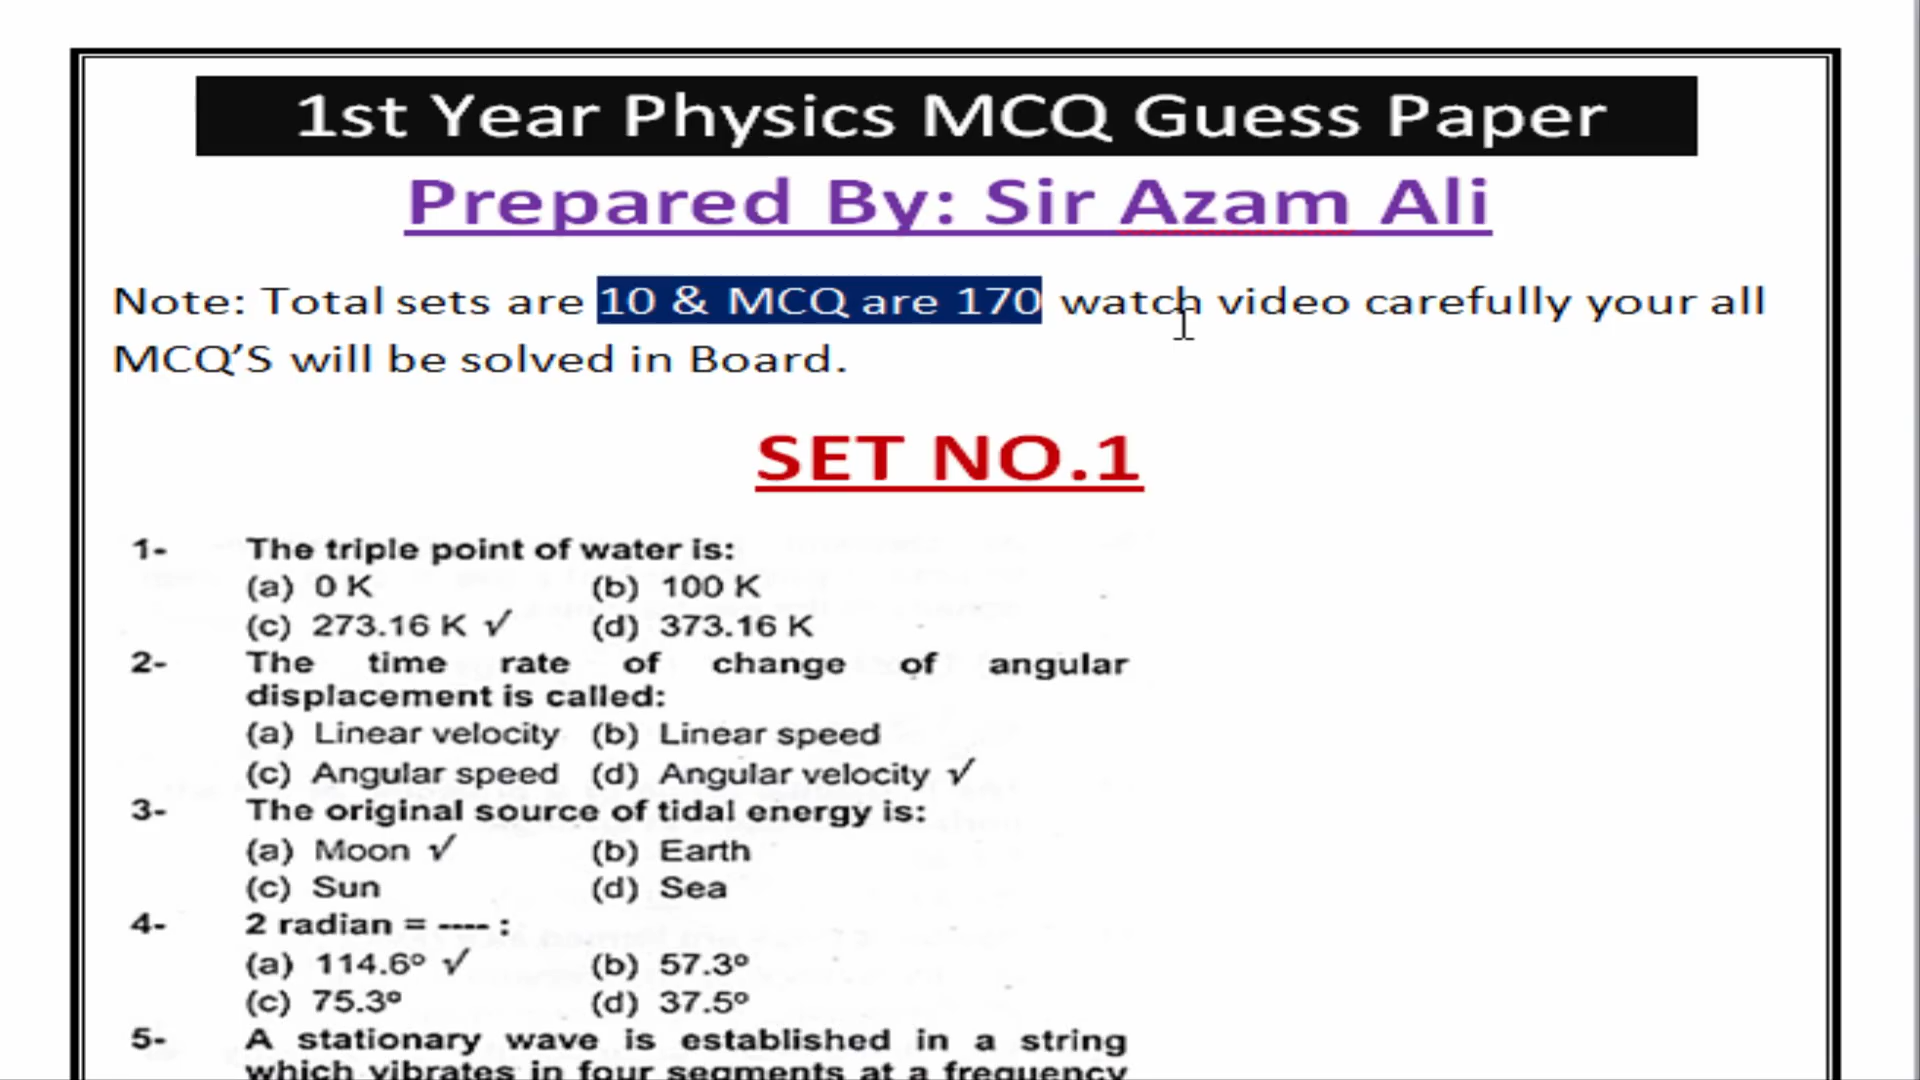 1st Year Physics MCQ Guess Paper
Prepared By: Sir Azam Ali
Note: Total sets are 10 & MCQ are 170 watch video carefully your all
MCQ'S will be solved in Board.
SET NO.1
1- The triple point of water is:
(a) 0 K (b) 100 K
(c) 273.16 K √ (d) 373.16 K
2- The time rate of change of angular
displacement is called:
(a) Linear velocity (b) Linear speed
(c) Angular speed (d) Angular velocity √
3- The original source of tidal energy is:
(a) Moon √ (b) Earth
(c) Sun (d) Sea
4- 2 radian = ---- :
(a) 114.6º √ (b) 57.3º
(c) 75.3º (d) 37.5º
5- A stationary wave is established in a string
which vibrates in four segments at a frequency